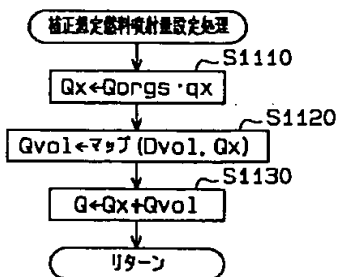 補正想定燃料噴射量設定処理
S1110
Qx←Qorgs・qx
S1120
Qvol←マップ(Dvol, Qx)
S1130
Q←Qx+Qvol
リターン